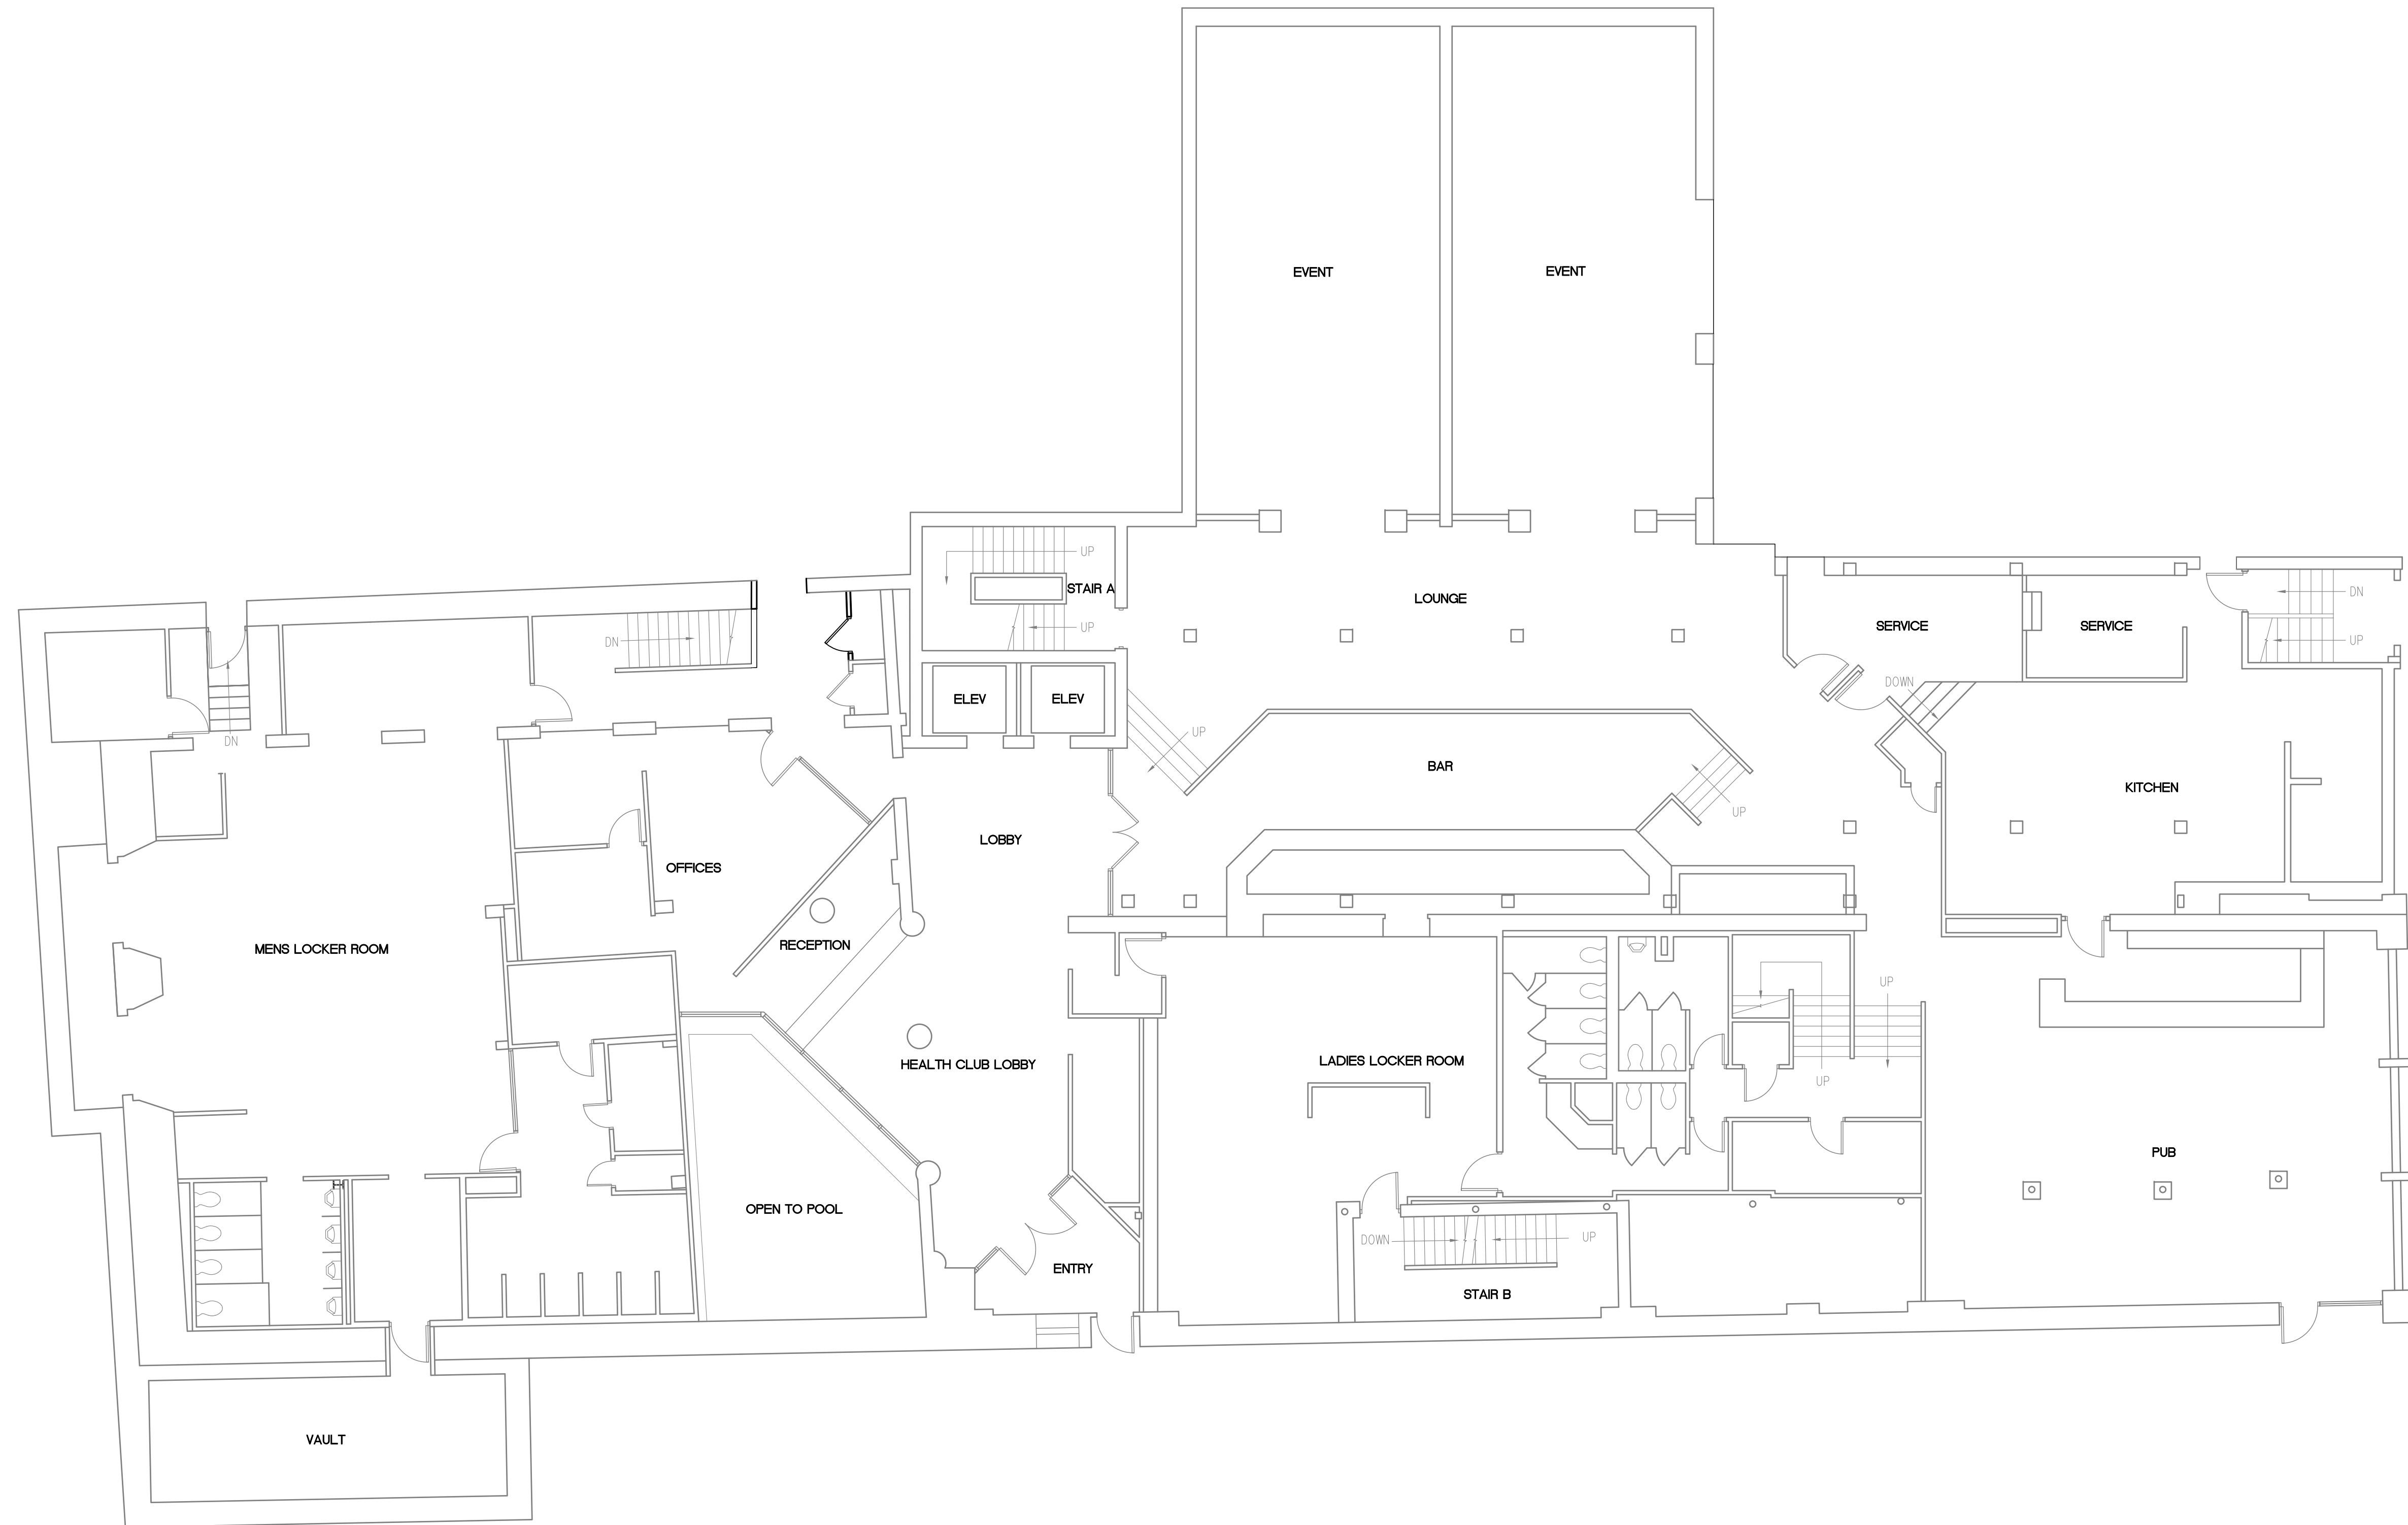 EVENT
EVENT
UP
STAIR A
UP
LOUNGE
DN
SERVICE
SERVICE
DN
UP
DN
ELEV
ELEV
DOWN
UP
BAR
UP
KITCHEN
LOBBY
OFFICES
RECEPTION
MENS LOCKER ROOM
HEALTH CLUB LOBBY
LADIES LOCKER ROOM
UP
UP
PUB
OPEN TO POOL
ENTRY
DOWN
UP
STAIR B
VAULT